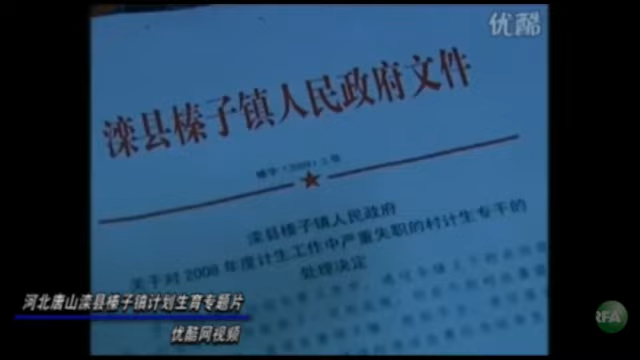 优酷
滦县榛子镇人民政府文件
滦县榛子镇人民政府
关于对2008年度计生工作中严重失职的村计生专干的
处理决定
河北唐山滦县榛子镇计划生育专题片
优酷网视频
RFA